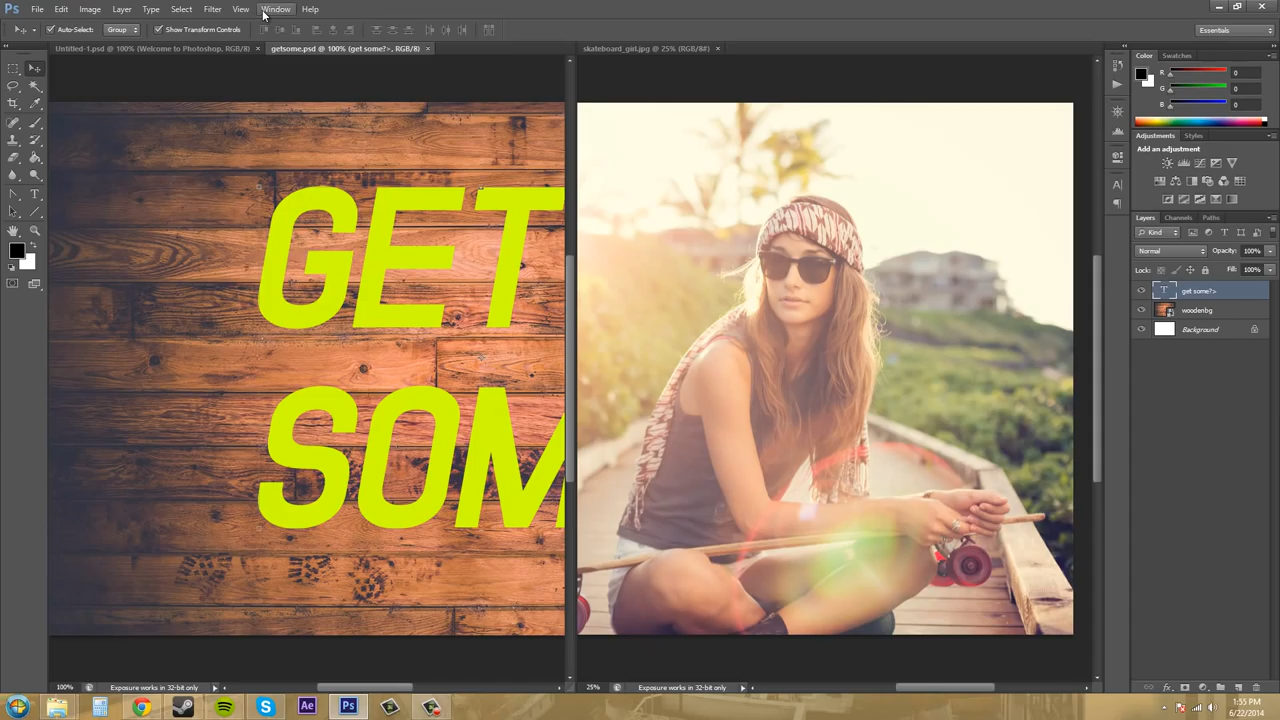 Ps File Edit Image Layer Type Select Filter View Window Help
Auto-Select: Group Show Transform Controls Essentials
Untitled-1.psd @ 100% (Welcome to Photoshop, RGB/8) × getsome.psd @ 100% (get some?>, RGB/8) × skateboard_girl.jpg @ 25% (RGB/8#) ×
Color Swatches
R 0
G 0
B 0
Adjustments Styles
Add an adjustment
Layers Channels Paths
Kind
Normal Opacity: 100%
Lock: Fill: 100%
T get some?>
woodenbg
Background
GET
SOM
100% Exposure works in 32-bit only
25% Exposure works in 32-bit only
fx
Ae Ps
1:55 PM
6/22/2014